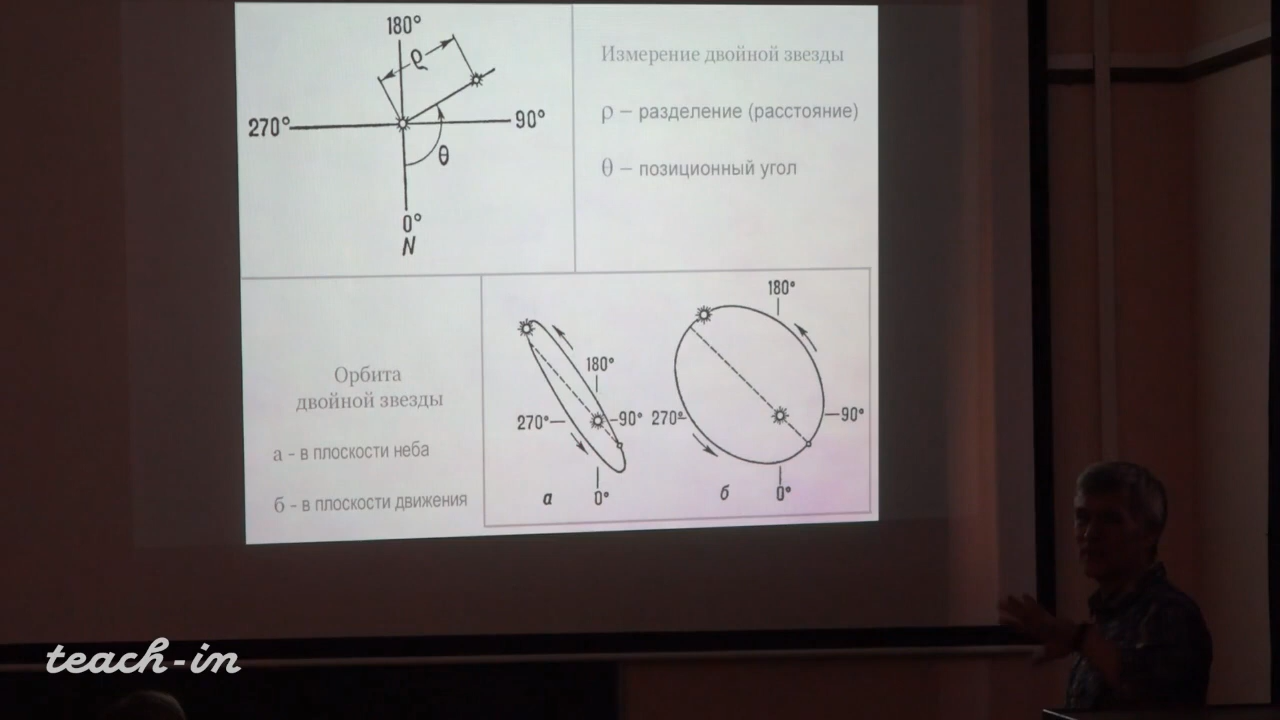 180°
ρ
270°
90°
θ
0°
N
Измерение двойной звезды
ρ – разделение (расстояние)
θ – позиционный угол
Орбита
двойной звезды
а - в плоскости неба
б - в плоскости движения
180°
270°
90°
0°
а
180°
270°
90°
0°
б
teach-in